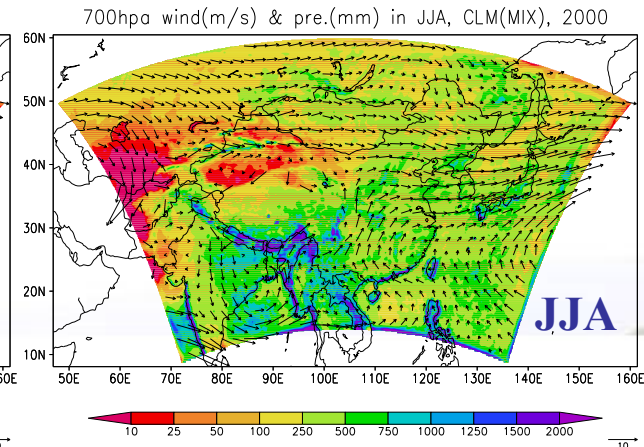 700hpa wind(m/s) & pre.(mm) in JJA, CLM(MIX), 2000
60N
50N
40N
30N
20N
10N
JJA
50E 60E 70E 80E 90E 100E 110E 120E 130E 140E 150E 160E
10 25 50 100 250 500 750 1000 1250 1500 2000
10